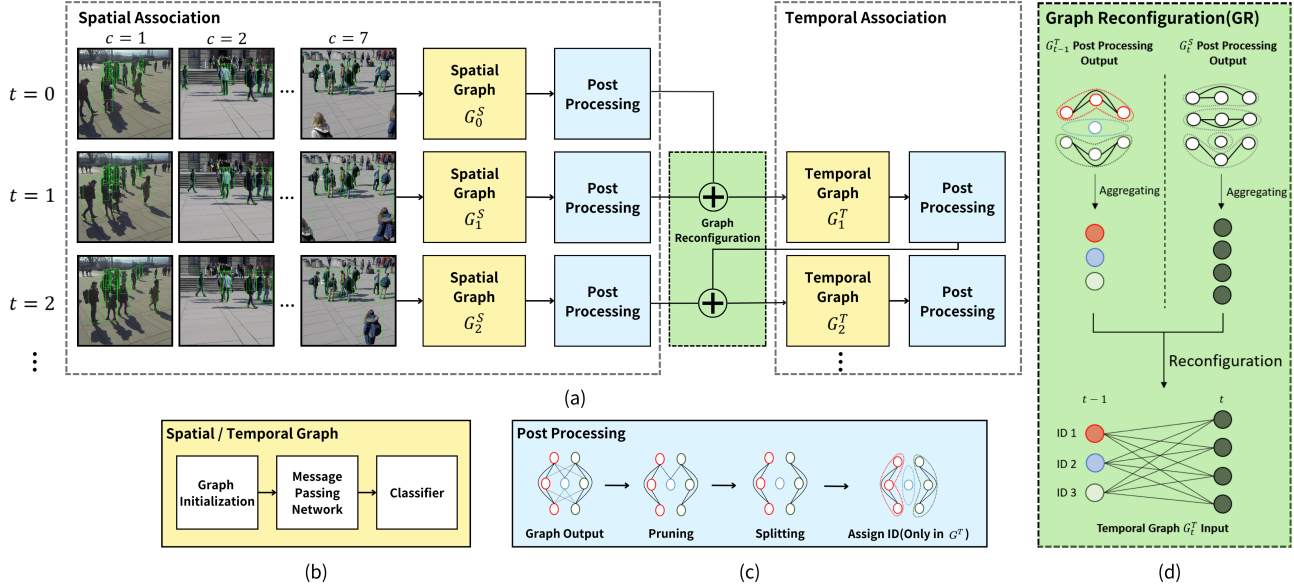 Spatial Association
c = 1
c = 2
c = 7
t = 0
...
Spatial
Graph
G_0^S
Post
Processing
t = 1
...
Spatial
Graph
G_1^S
Post
Processing
t = 2
...
Spatial
Graph
G_2^S
Post
Processing
⋮
+
Graph
Reconfiguration
+
Temporal Association
Temporal
Graph
G_1^T
Post
Processing
Temporal
Graph
G_2^T
Post
Processing
⋮
(a)
Spatial / Temporal Graph
Graph
Initialization
Message
Passing
Network
Classifier
(b)
Post Processing
Graph Output
Pruning
Splitting
Assign ID(Only in G^T)
(c)
Graph Reconfiguration(GR)
G_{t-1}^T Post Processing
Output
G_t^S Post Processing
Output
Aggregating
Aggregating
Reconfiguration
t − 1
t
ID 1
ID 2
ID 3
Temporal Graph G_t^T Input
(d)